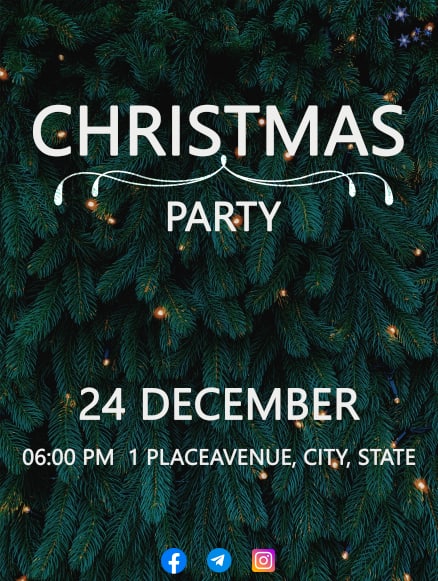 CHRISTMAS
PARTY
24 DECEMBER
06:00 PM 1 PLACEAVENUE, CITY, STATE